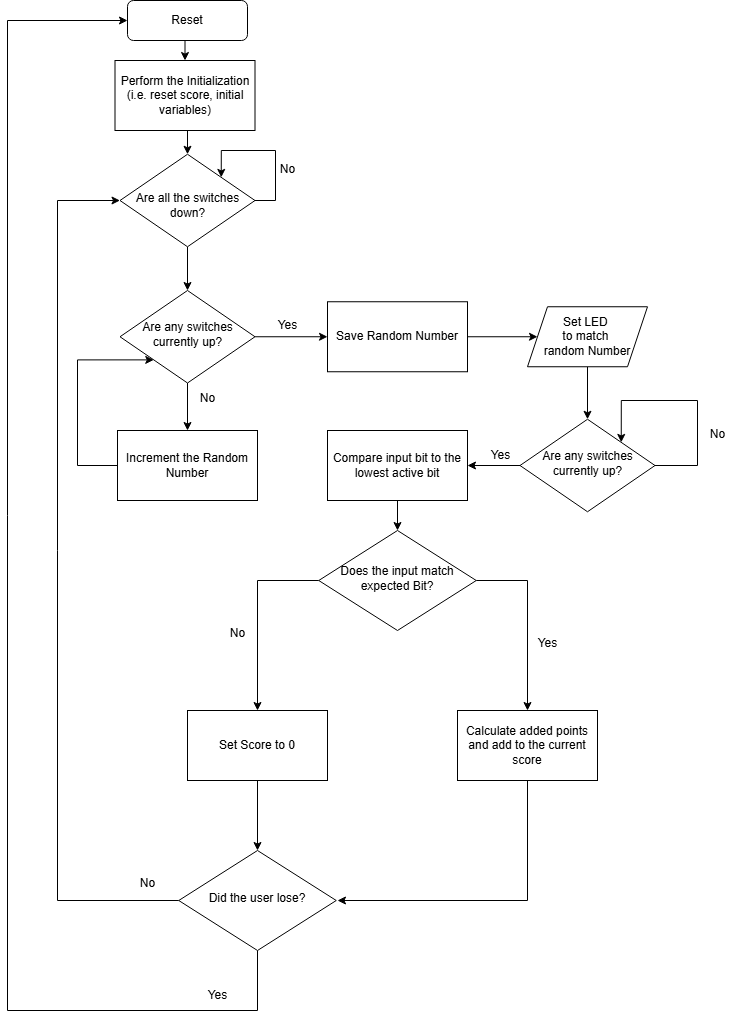 Reset
Perform the Initialization
(i.e. reset score, initial
variables)
No
Are all the switches
down?
Are any switches
currently up?
Yes
Save Random Number
Set LED
to match
random Number
No
Increment the Random
Number
Compare input bit to the
lowest active bit
Yes
Are any switches
currently up?
No
Does the input match
expected Bit?
No
Yes
Set Score to 0
Calculate added points
and add to the current
score
No
Did the user lose?
Yes